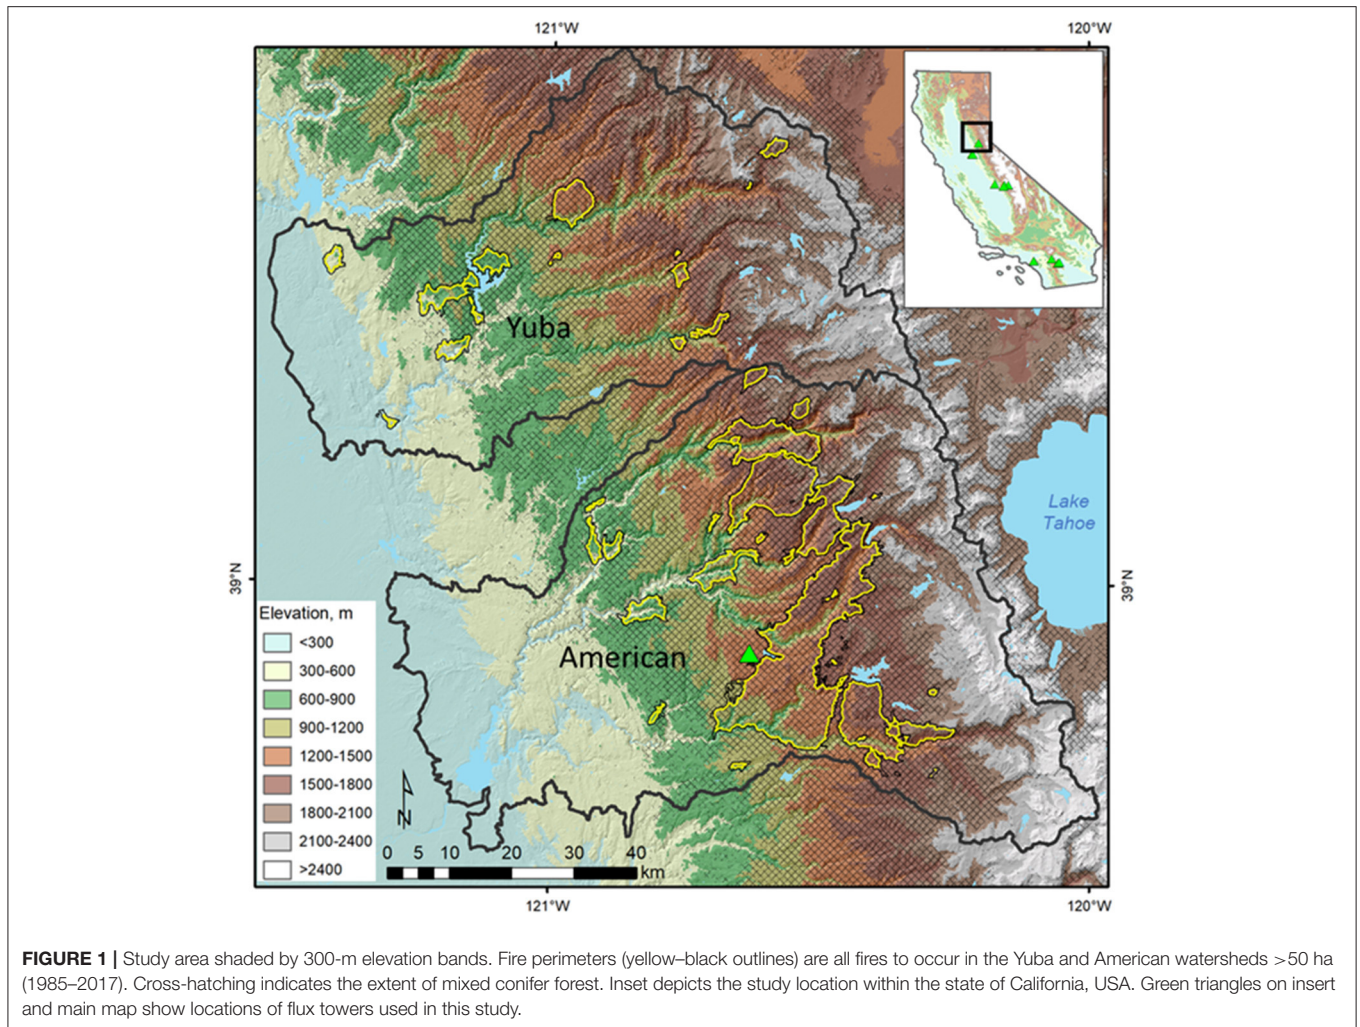 121°W
120°W
Yuba
Lake
Tahoe
39°N
39°N
American
Elevation, m
<300
300-600
600-900
900-1200
1200-1500
1500-1800
1800-2100
2100-2400
>2400
N
0 5 10 20 30 40
km
121°W
120°W
FIGURE 1 | Study area shaded by 300-m elevation bands. Fire perimeters (yellow–black outlines) are all fires to occur in the Yuba and American watersheds >50 ha
(1985–2017). Cross-hatching indicates the extent of mixed conifer forest. Inset depicts the study location within the state of California, USA. Green triangles on insert
and main map show locations of flux towers used in this study.